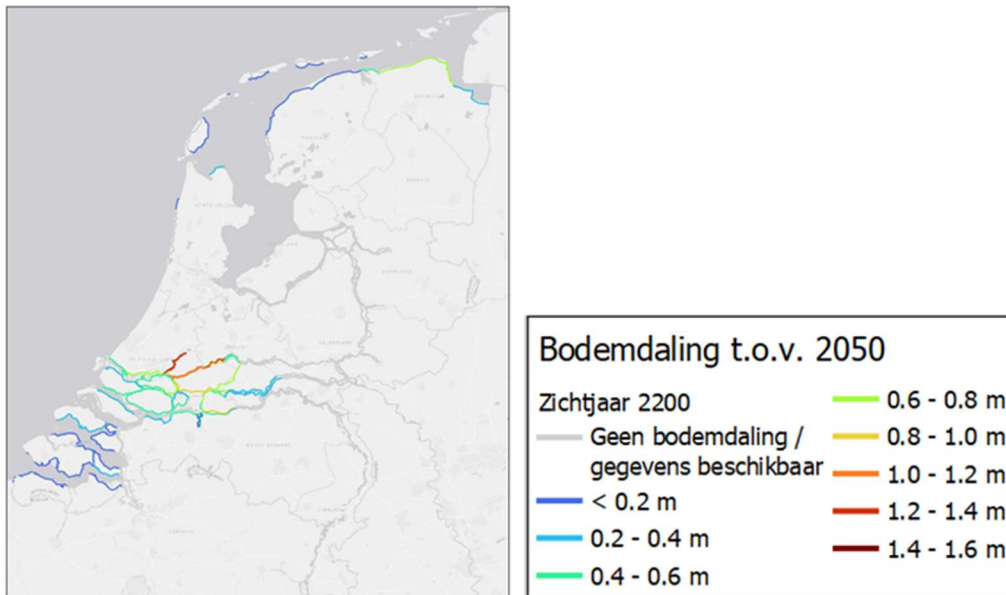 Bodemdaling t.o.v. 2050
Zichtjaar 2200
Geen bodemdaling /
gegevens beschikbaar
< 0.2 m
0.2 - 0.4 m
0.4 - 0.6 m
0.6 - 0.8 m
0.8 - 1.0 m
1.0 - 1.2 m
1.2 - 1.4 m
1.4 - 1.6 m